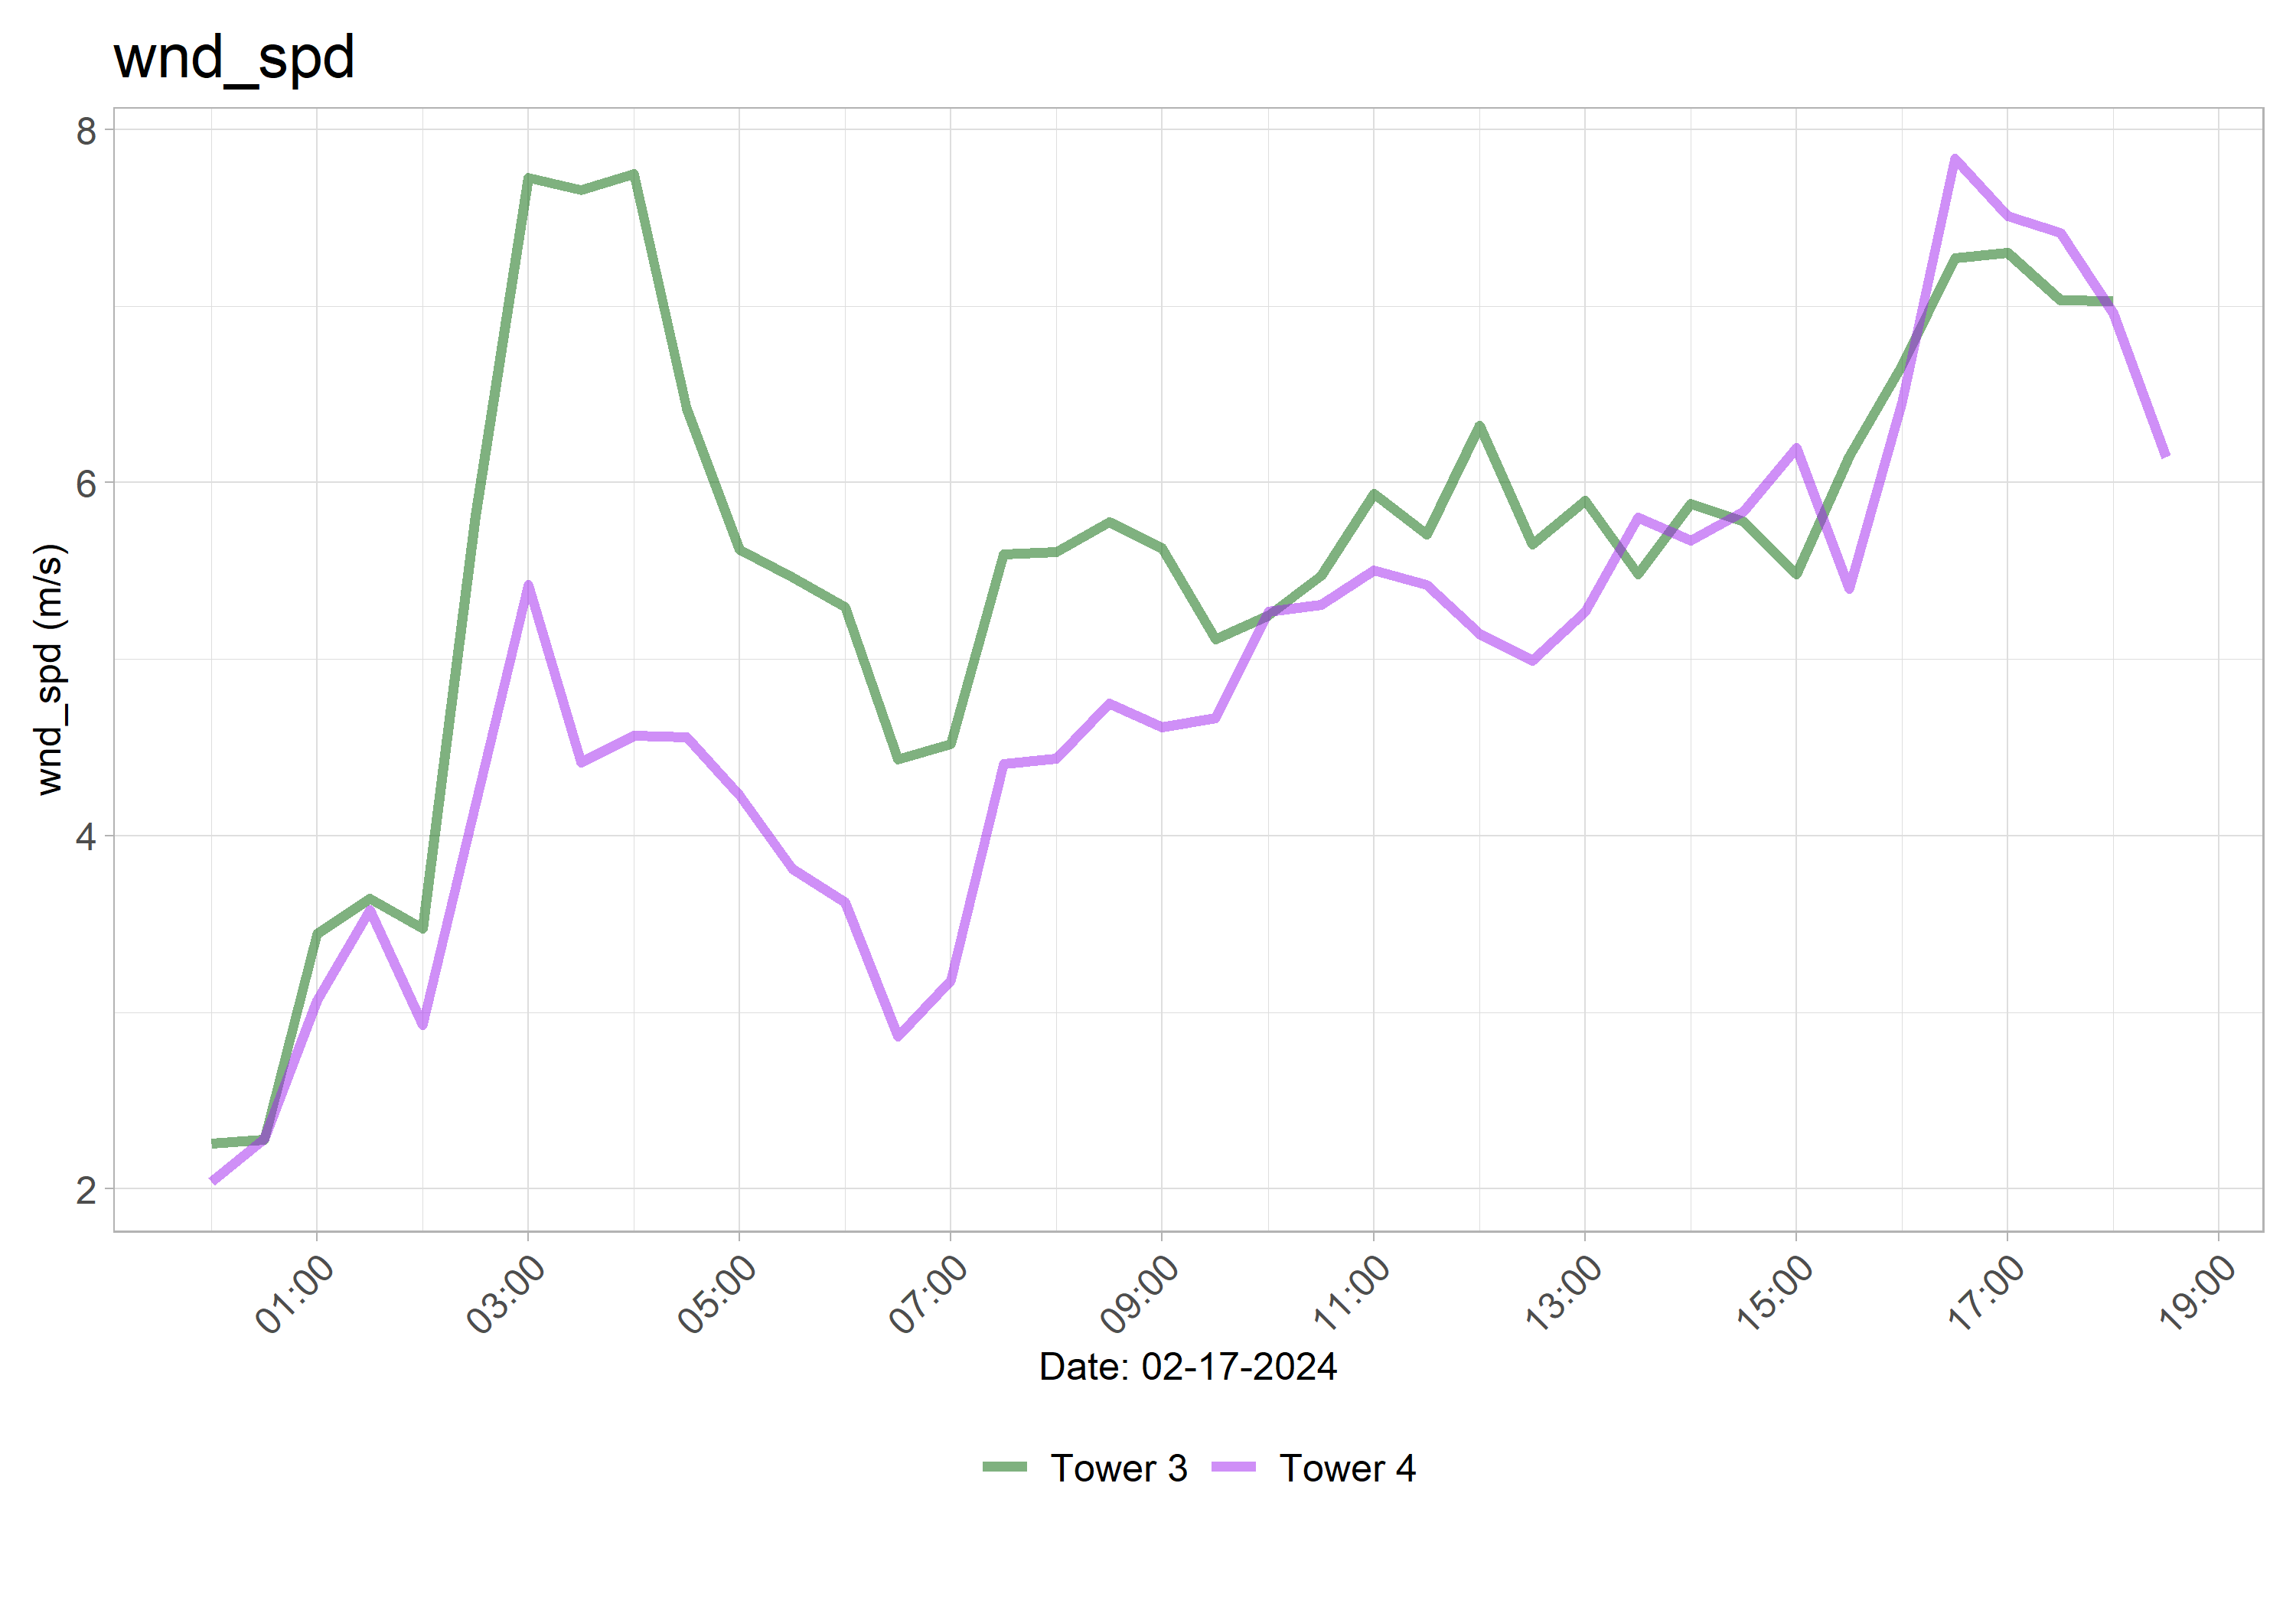 wnd_spd
8
6
4
2
wnd_spd (m/s)
01:00 03:00 05:00 07:00 09:00 11:00 13:00 15:00 17:00 19:00
Date: 02-17-2024
Tower 3 Tower 4